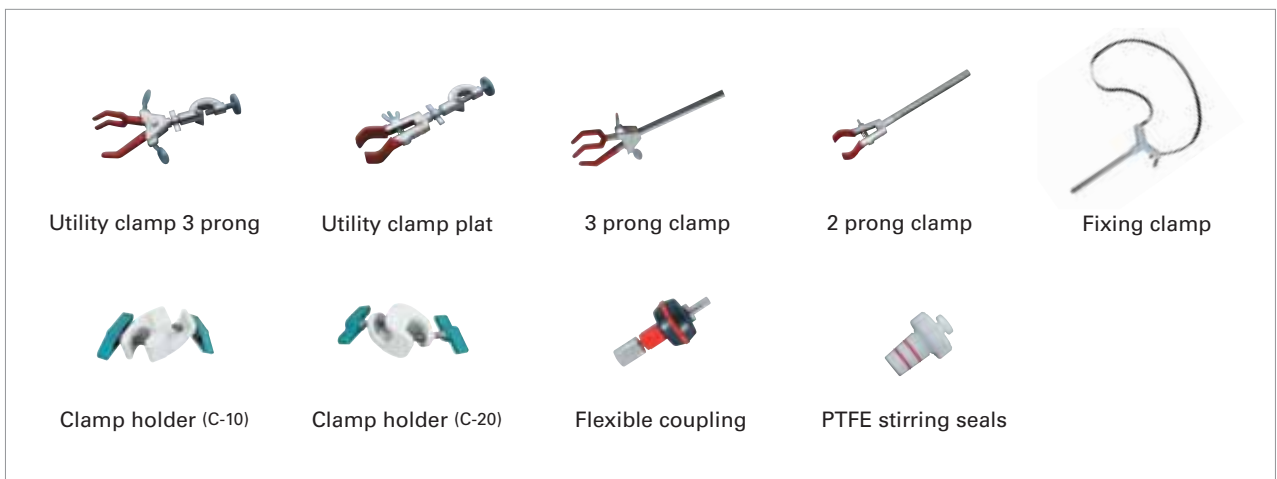 Utility clamp 3 prong
Utility clamp plat
3 prong clamp
2 prong clamp
Fixing clamp
Clamp holder (C-10)
Clamp holder (C-20)
Flexible coupling
PTFE stirring seals